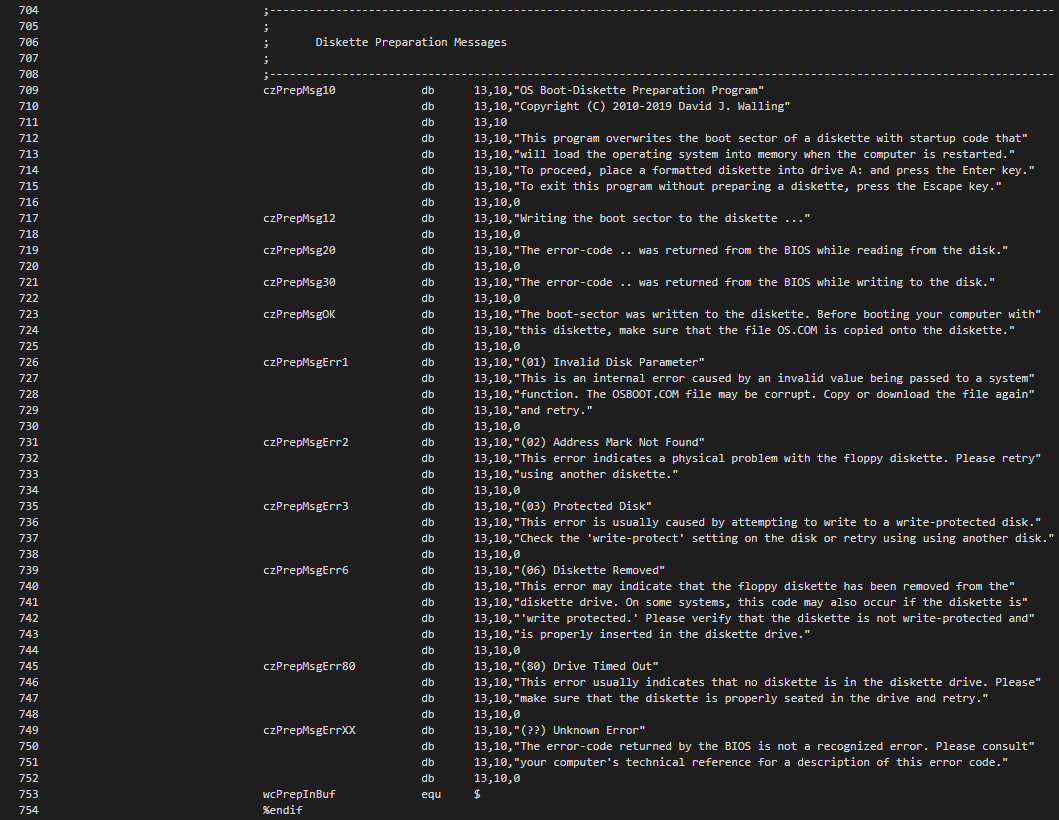 704 ;-----------------------------------------------------------------------------------------------------------------------
705 ;
706 ;       Diskette Preparation Messages
707 ;
708 ;-----------------------------------------------------------------------------------------------------------------------
709 czPrepMsg10             db      13,10,"OS Boot-Diskette Preparation Program"
710                         db      13,10,"Copyright (C) 2010-2019 David J. Walling"
711                         db      13,10
712                         db      13,10,"This program overwrites the boot sector of a diskette with startup code that"
713                         db      13,10,"will load the operating system into memory when the computer is restarted."
714                         db      13,10,"To proceed, place a formatted diskette into drive A: and press the Enter key."
715                         db      13,10,"To exit this program without preparing a diskette, press the Escape key."
716                         db      13,10,0
717 czPrepMsg12             db      13,10,"Writing the boot sector to the diskette ..."
718                         db      13,10,0
719 czPrepMsg20             db      13,10,"The error-code .. was returned from the BIOS while reading from the disk."
720                         db      13,10,0
721 czPrepMsg30             db      13,10,"The error-code .. was returned from the BIOS while writing to the disk."
722                         db      13,10,0
723 czPrepMsgOK             db      13,10,"The boot-sector was written to the diskette. Before booting your computer with"
724                         db      13,10,"this diskette, make sure that the file OS.COM is copied onto the diskette."
725                         db      13,10,0
726 czPrepMsgErr1           db      13,10,"(01) Invalid Disk Parameter"
727                         db      13,10,"This is an internal error caused by an invalid value being passed to a system"
728                         db      13,10,"function. The OSBOOT.COM file may be corrupt. Copy or download the file again"
729                         db      13,10,"and retry."
730                         db      13,10,0
731 czPrepMsgErr2           db      13,10,"(02) Address Mark Not Found"
732                         db      13,10,"This error indicates a physical problem with the floppy diskette. Please retry"
733                         db      13,10,"using another diskette."
734                         db      13,10,0
735 czPrepMsgErr3           db      13,10,"(03) Protected Disk"
736                         db      13,10,"This error is usually caused by attempting to write to a write-protected disk."
737                         db      13,10,"Check the 'write-protect' setting on the disk or retry using using another disk."
738                         db      13,10,0
739 czPrepMsgErr6           db      13,10,"(06) Diskette Removed"
740                         db      13,10,"This error may indicate that the floppy diskette has been removed from the"
741                         db      13,10,"diskette drive. On some systems, this code may also occur if the diskette is"
742                         db      13,10,"'write protected.' Please verify that the diskette is not write-protected and"
743                         db      13,10,"is properly inserted in the diskette drive."
744                         db      13,10,0
745 czPrepMsgErr80          db      13,10,"(80) Drive Timed Out"
746                         db      13,10,"This error usually indicates that no diskette is in the diskette drive. Please"
747                         db      13,10,"make sure that the diskette is properly seated in the drive and retry."
748                         db      13,10,0
749 czPrepMsgErrXX          db      13,10,"(??) Unknown Error"
750                         db      13,10,"The error-code returned by the BIOS is not a recognized error. Please consult"
751                         db      13,10,"your computer's technical reference for a description of this error code."
752                         db      13,10,0
753 wcPrepInBuf             equ     $
754 %endif